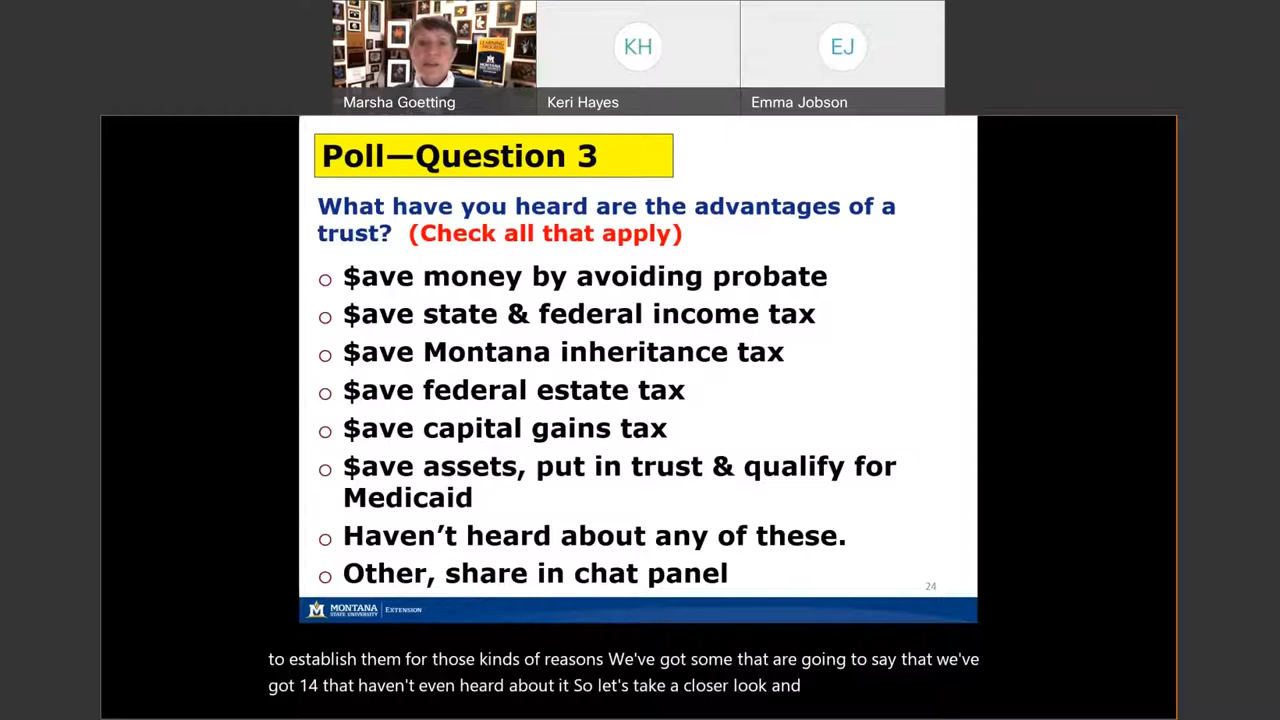 KH
EJ
Marsha Goetting
Keri Hayes
Emma Jobson
Poll—Question 3
What have you heard are the advantages of a
trust? (Check all that apply)
$ave money by avoiding probate
$ave state & federal income tax
$ave Montana inheritance tax
$ave federal estate tax
$ave capital gains tax
$ave assets, put in trust & qualify for
Medicaid
Haven't heard about any of these.
Other, share in chat panel
24
M MONTANA
STATE UNIVERSITY
EXTENSION
to establish them for those kinds of reasons We've got some that are going to say that we've
got 14 that haven't even heard about it So let's take a closer look and